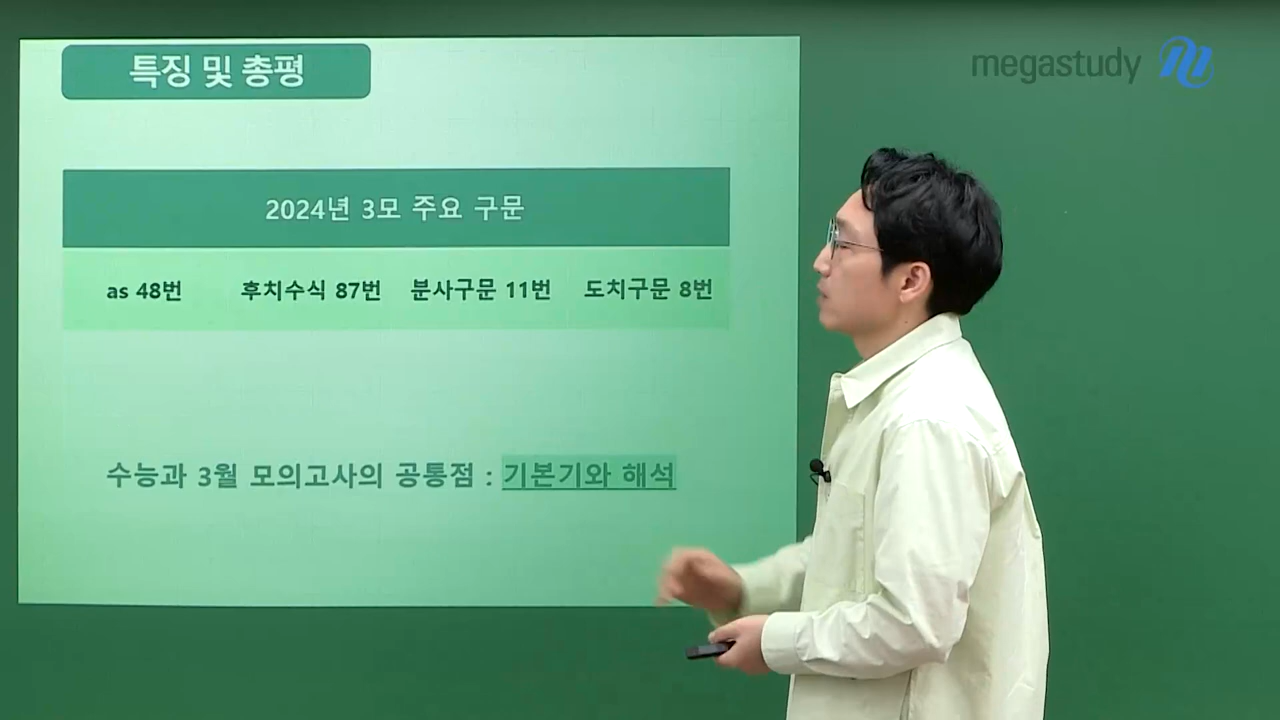 특징 및 총평
megastudy
2024년 3모 주요 구문
as 48번 후치수식 87번 분사구문 11번 도치구문 8번
수능과 3월 모의고사의 공통점 : 기본기와 해석